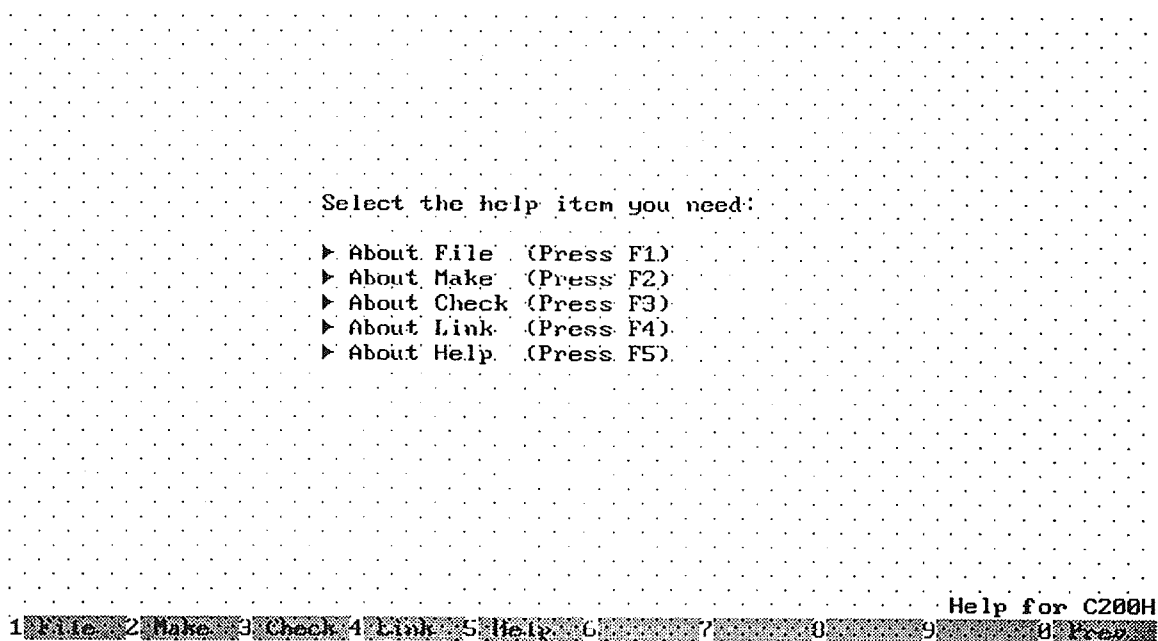 Select the help item you need:
▶ About File (Press F1)
▶ About Make (Press F2)
▶ About Check (Press F3)
▶ About Link (Press F4)
▶ About Help (Press F5)
Help for C200H
1 File 2 Make 3 Check 4 Link 5 Help 6 7 8 9 0